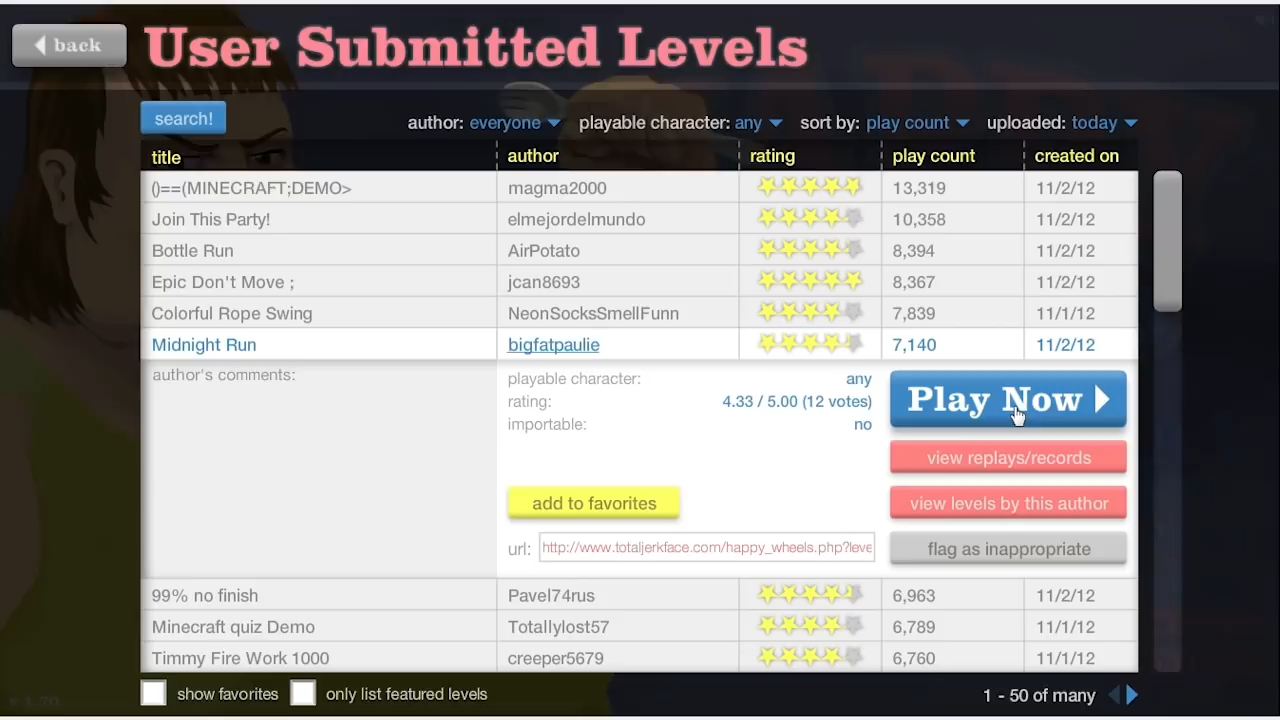 back
User Submitted Levels
search!
author: everyone playable character: any sort by: play count uploaded: today
title author rating play count created on
()==(MINECRAFT;DEMO> magma2000 13,319 11/2/12
Join This Party! elmejordelmundo 10,358 11/2/12
Bottle Run AirPotato 8,394 11/2/12
Epic Don't Move ; jcan8693 8,367 11/2/12
Colorful Rope Swing NeonSocksSmellFunn 7,839 11/1/12
Midnight Run bigfatpaulie 7,140 11/2/12
author's comments:
playable character: any
rating: 4.33 / 5.00 (12 votes)
importable: no
Play Now
view replays/records
add to favorites
view levels by this author
url: http://www.totaljerkface.com/happy_wheels.php?leve
flag as inappropriate
99% no finish Pavel74rus 6,963 11/2/12
Minecraft quiz Demo Totallylost57 6,789 11/1/12
Timmy Fire Work 1000 creeper5679 6,760 11/1/12
show favorites only list featured levels 1 - 50 of many